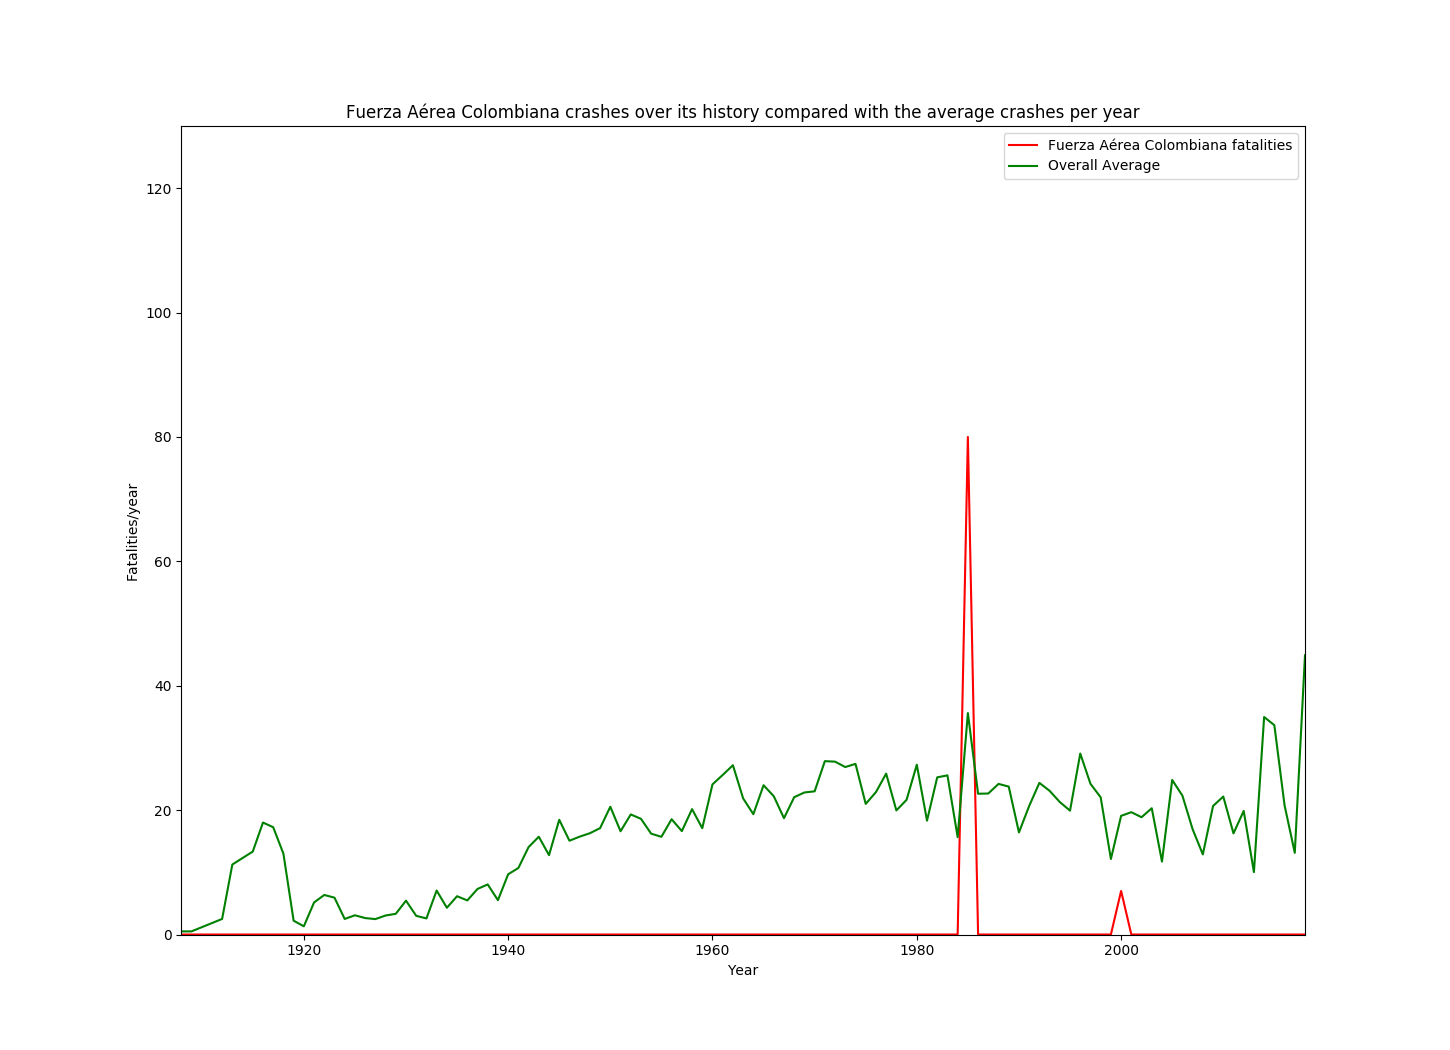 Fuerza Aérea Colombiana crashes over its history compared with the average crashes per year
Fuerza Aérea Colombiana fatalities
Overall Average
120
100
80
60
40
20
0
Fatalities/year
1920 1940 1960 1980 2000
Year